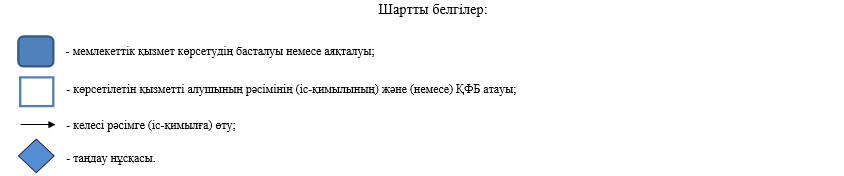 Шартты белгілер:
- мемлекеттік қызмет көрсетудің басталуы немесе аяқталуы;
- көрсетілетін қызметті алушының рәсімінің (іс-қимылының) және (немесе) ҚФБ атауы;
- келесі рәсімге (іс-қимылға) өту;
- таңдау нұсқасы.